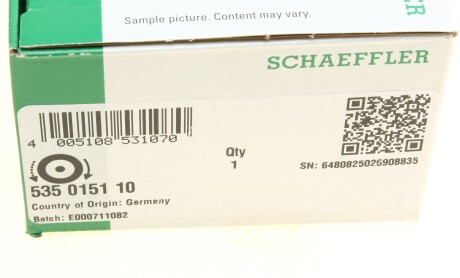 Sample picture. Content may vary.
SCHAEFFLER
4 005108 531070
Qty
1
SN: 6480825026908835
535 0151 10
Country of Origin: Germany
Batch: E000711082